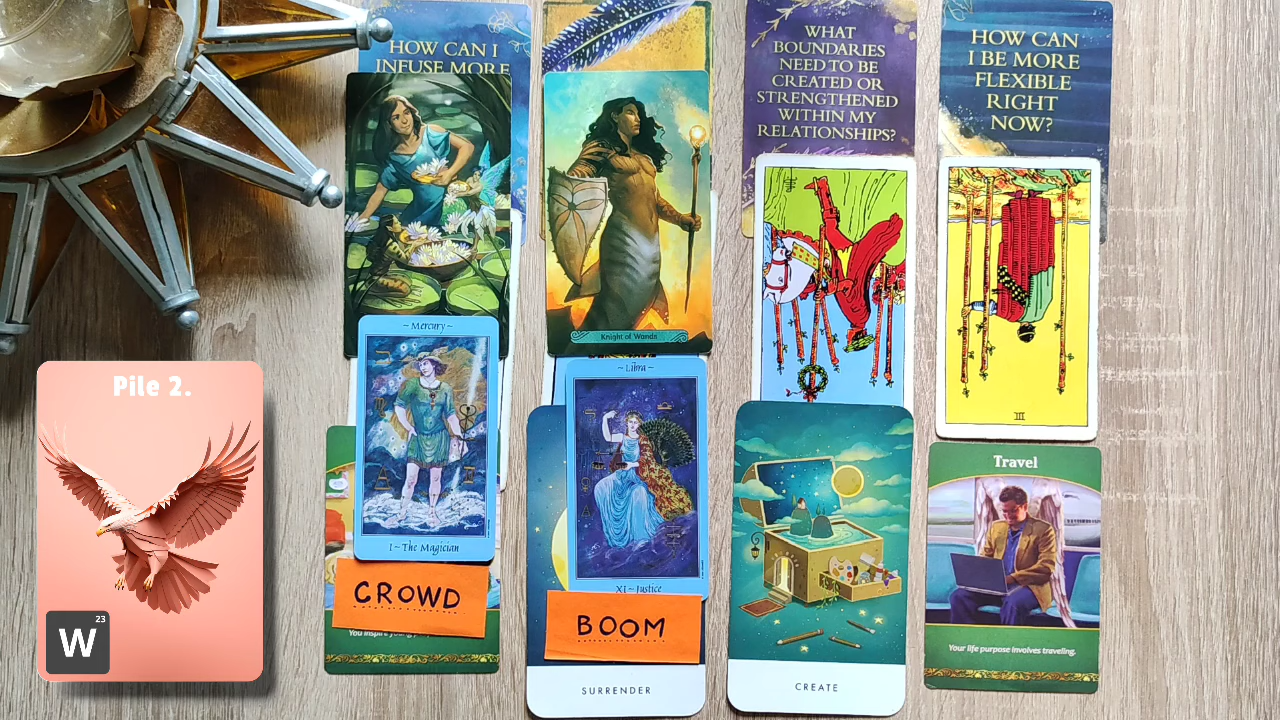 HOW CAN I
INFUSE MORE
WHAT
BOUNDARIES
NEED TO BE
CREATED OR
STRENGTHENED
WITHIN MY
RELATIONSHIPS?
HOW CAN
I BE MORE
FLEXIBLE
RIGHT
NOW?
Knight of Wands
~ Mercury ~
I ~ The Magician
~ Libra ~
XI ~ Justice
III
Pile 2.
W
23
CROWD
You inspire young
BOOM
SURRENDER
CREATE
Travel
Your life purpose involves traveling.